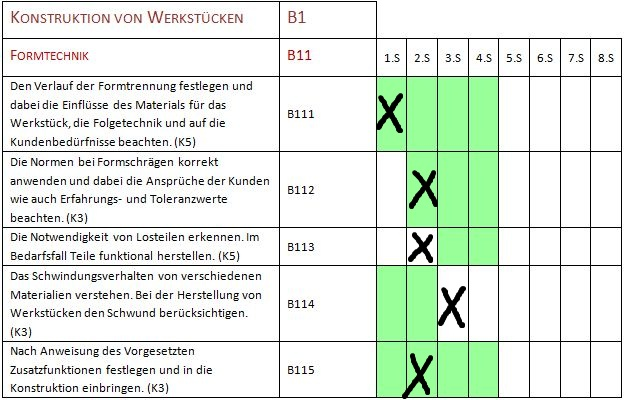 KONSTRUKTION VON WERKSTÜCKEN B1
FORMTECHNIK B11 1.S 2.S 3.S 4.S 5.S 6.S 7.S 8.S
Den Verlauf der Formtrennung festlegen und
dabei die Einflüsse des Materials für das
Werkstück, die Folgetechnik und auf die
Kundenbedürfnisse beachten. (K5)
B111
X
Die Normen bei Formschrägen korrekt
anwenden und dabei die Ansprüche der Kunden
wie auch Erfahrungs- und Toleranzwerte
beachten. (K3)
B112
X
Die Notwendigkeit von Losteilen erkennen. Im
Bedarfsfall Teile funktional herstellen. (K5)
B113
X
Das Schwindungsverhalten von verschiedenen
Materialien verstehen. Bei der Herstellung von
Werkstücken den Schwund berücksichtigen.
(K3)
B114
X
Nach Anweisung des Vorgesetzten
Zusatzfunktionen festlegen und in die
Konstruktion einbringen. (K3)
B115
X